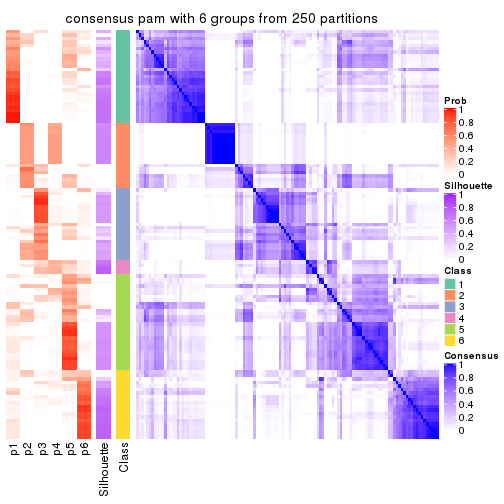 consensus pam with 6 groups from 250 partitions
Prob
1
0.8
0.6
0.4
0.2
0
Silhouette
1
0.8
0.6
0.4
0.2
0
Class
1
2
3
4
5
6
Consensus
1
0.8
0.6
0.4
0.2
0
p1
p2
p3
p4
p5
p6
Silhouette
Class